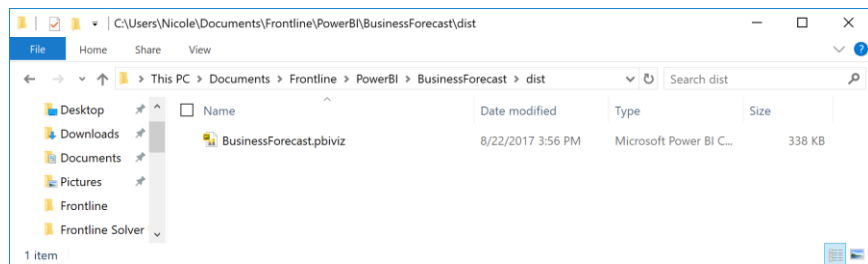 C:\Users\Nicole\Documents\Frontline\PowerBI\BusinessForecast\dist
File Home Share View
This PC > Documents > Frontline > PowerBI > BusinessForecast > dist Search dist
Desktop Name Date modified Type Size
Downloads BusinessForecast.pbiviz 8/22/2017 3:56 PM Microsoft Power BI C... 338 KB
Documents
Pictures
Frontline
Frontline Solver
1 item